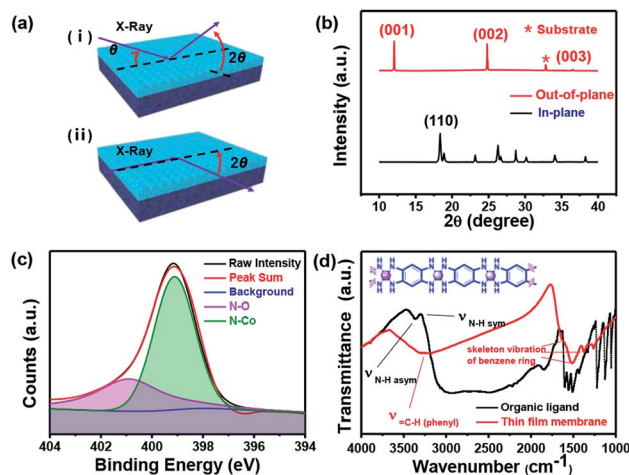 (a)
X-Ray
(i)
θ
2θ
(ii)
X-Ray
2θ
(b)
(001)
(002)
* Substrate
*
(003)
Out-of-plane
In-plane
(110)
Intensity (a.u.)
10 15 20 25 30 35 40
2θ (degree)
(c)
Raw Intensity
Peak Sum
Background
N-O
N-Co
Counts (a.u.)
404 402 400 398 396 394
Binding Energy (eV)
(d)
ν N-H sym
ν N-H asym
skeleton vibration
of benzene ring
ν =C-H (phenyl)
Organic ligand
Thin film membrane
Transmittance (a.u.)
4000 3500 3000 2500 2000 1500 1000
Wavenumber (cm⁻¹)